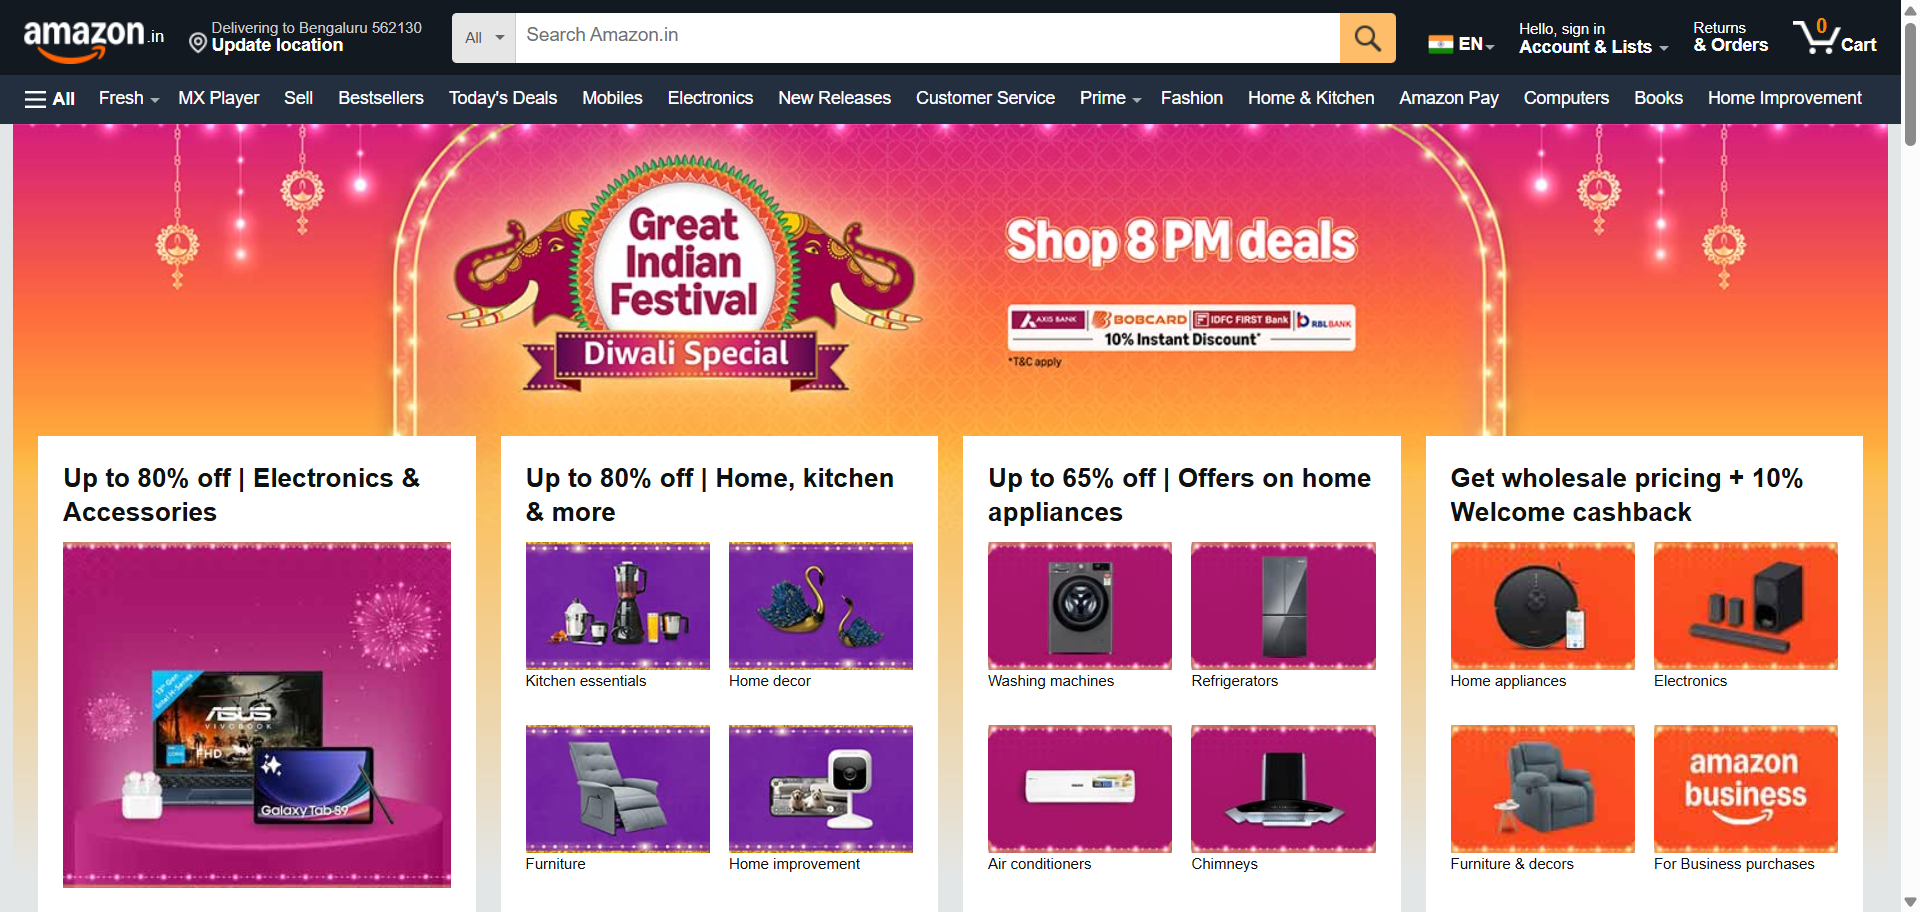 amazon.in
Delivering to Bengaluru 562130
Update location
All
Search Amazon.in
EN
Hello, sign in
Account & Lists
Returns
& Orders
0
Cart
All
Fresh
MX Player
Sell
Bestsellers
Today's Deals
Mobiles
Electronics
New Releases
Customer Service
Prime
Fashion
Home & Kitchen
Amazon Pay
Computers
Books
Home Improvement
Great
Indian
Festival
Diwali Special
Shop 8 PM deals
AXIS BANK
BOBCARD
IDFC FIRST Bank
RBL BANK
10% Instant Discount*
*T&C apply
Up to 80% off | Electronics &
Accessories
13th Gen
Intel H-Series
ASUS
VIVOBOOK
FHD
Galaxy Tab S9
Up to 80% off | Home, kitchen
& more
Kitchen essentials
Home decor
Furniture
Home improvement
Up to 65% off | Offers on home
appliances
Washing machines
Refrigerators
Air conditioners
Chimneys
Get wholesale pricing + 10%
Welcome cashback
Home appliances
Electronics
amazon
business
Furniture & decors
For Business purchases